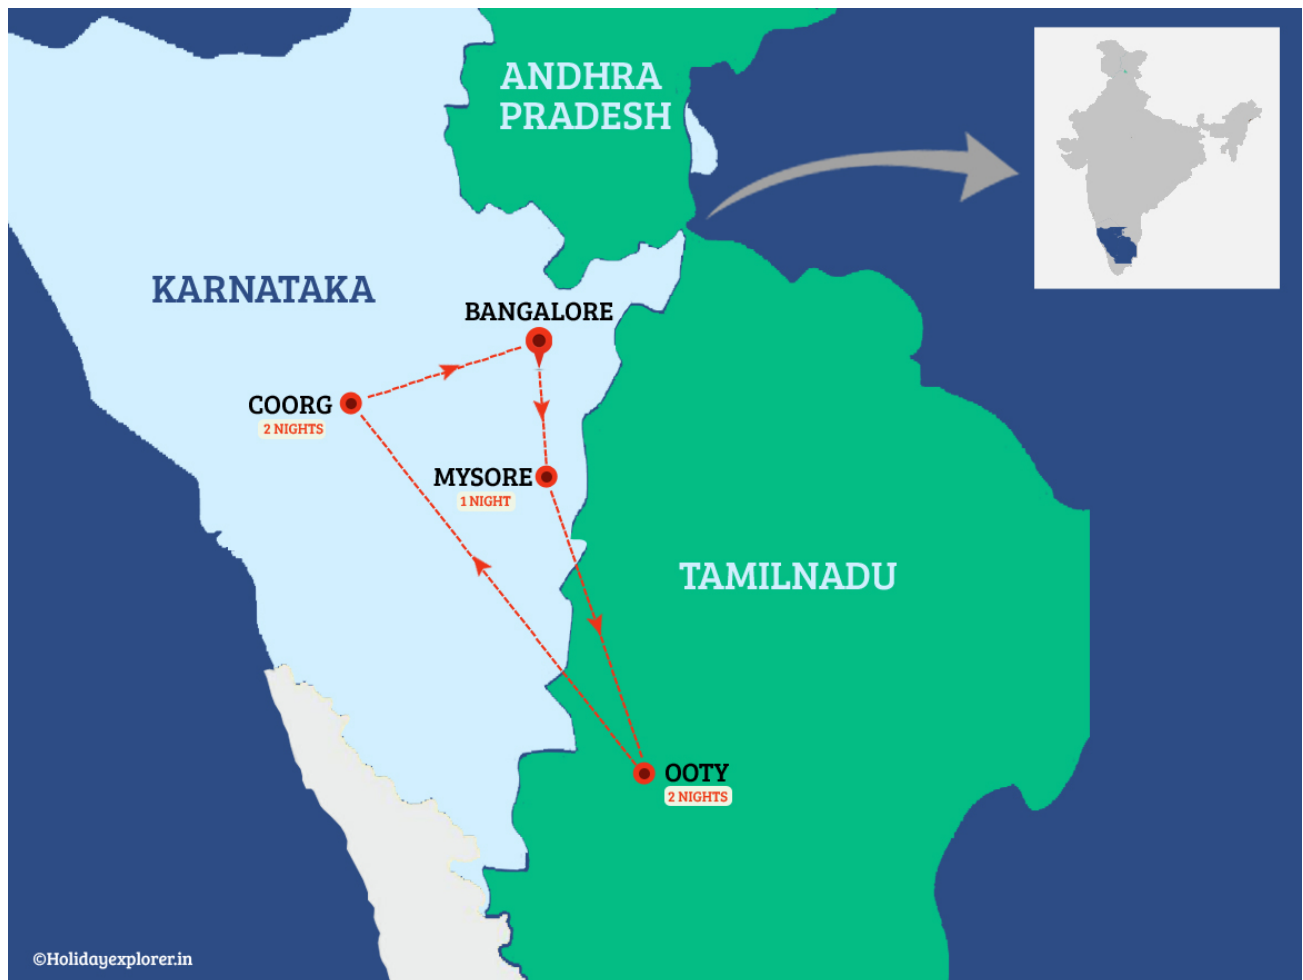 ANDHRA
PRADESH
KARNATAKA
BANGALORE
COORG
2 NIGHTS
MYSORE
1 NIGHT
TAMILNADU
OOTY
2 NIGHTS
©Holidayexplorer.in